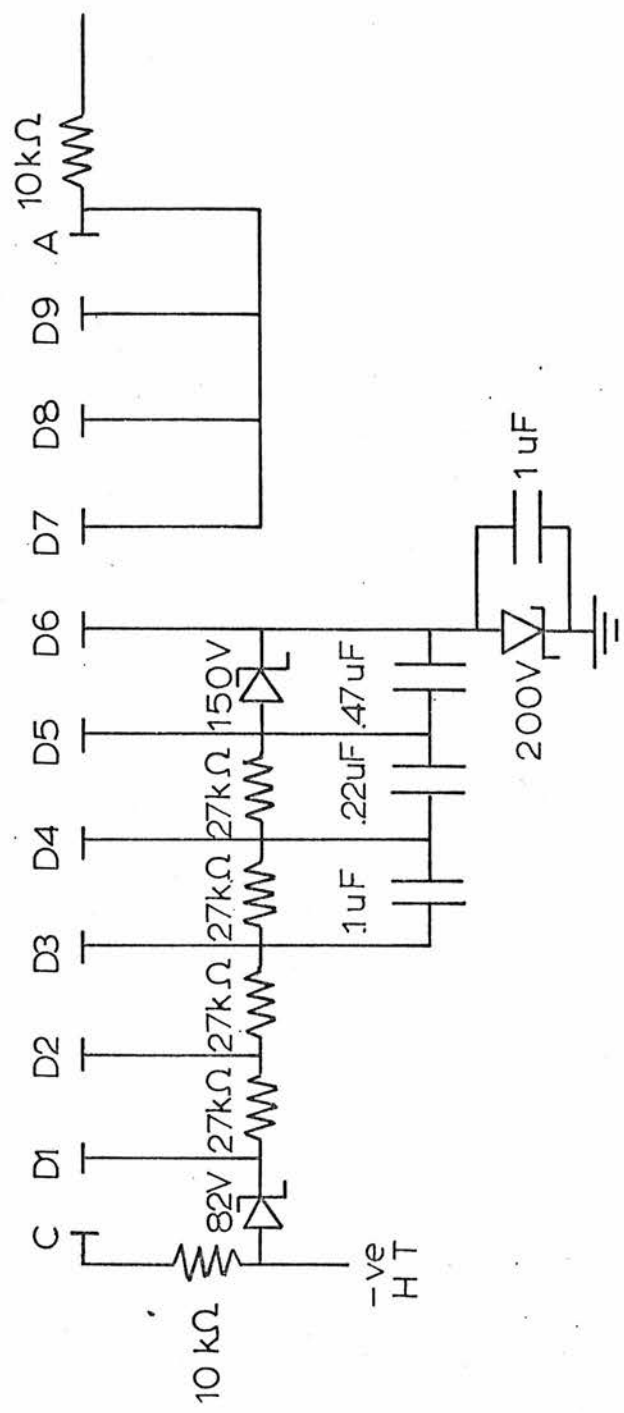 C
D1
D2
D3
D4
D5
D6
D7
D8
D9
A
10kΩ
10kΩ
82V
27kΩ
27kΩ
27kΩ
27kΩ
150V
.1uF
.22uF
.47uF
200V
1uF
-ve
HT